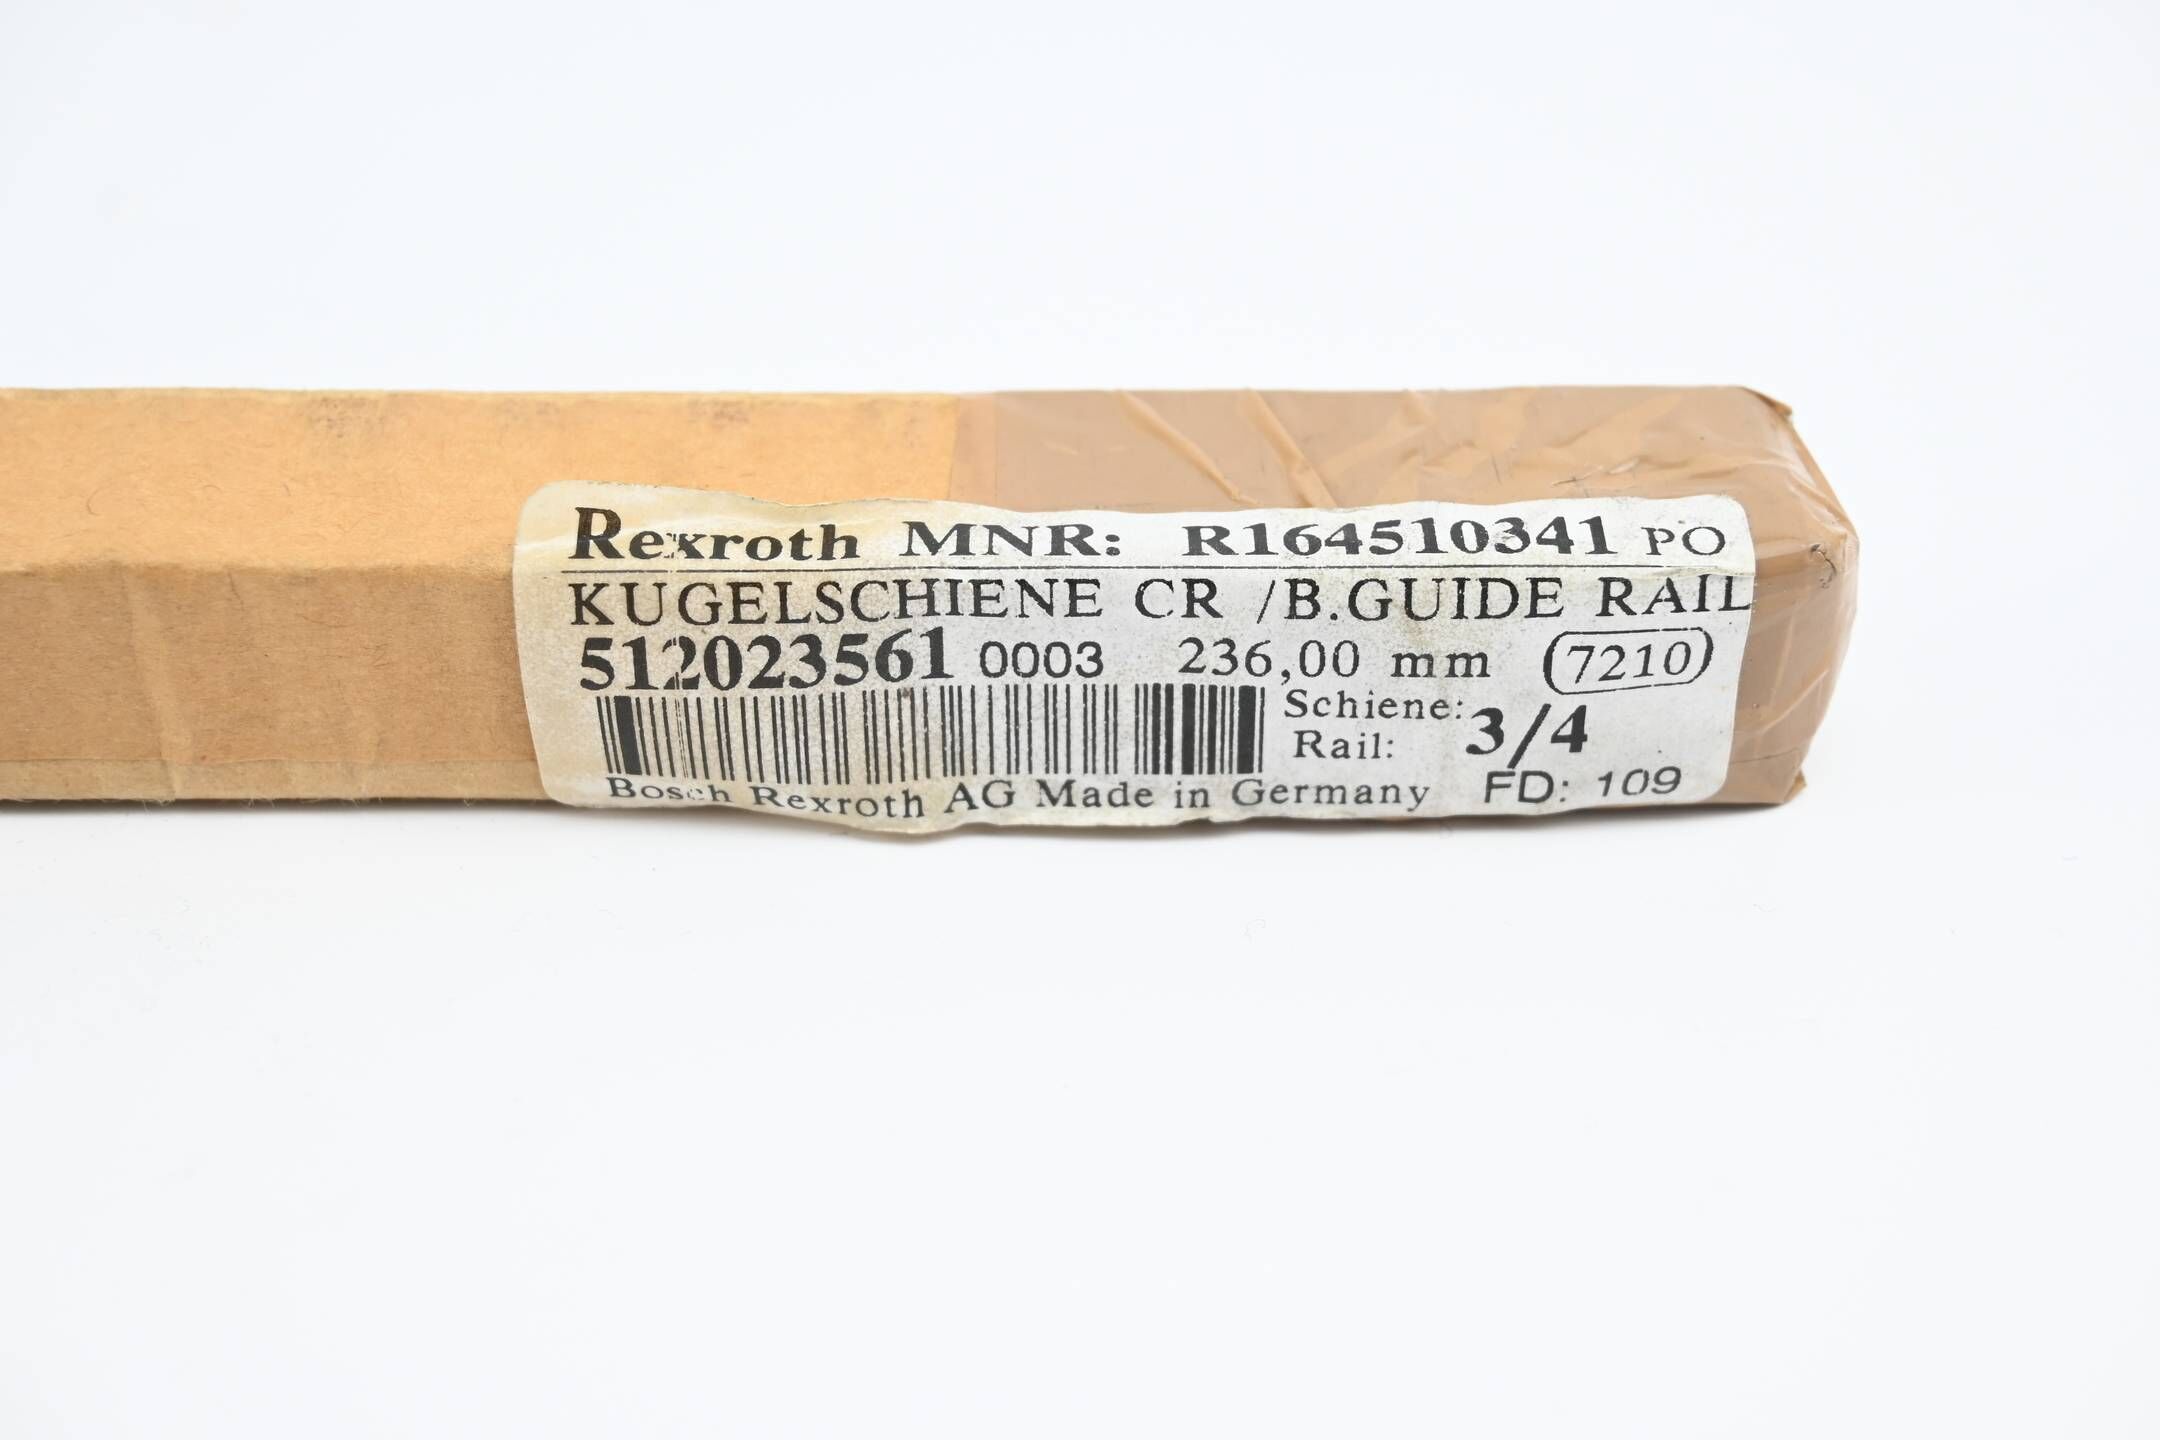 Rexroth MNR: R164510341 PO
KUGELSCHIENE CR /B.GUIDE RAIL
512023561 0003 236,00 mm 7210
Schiene:
Rail: 3/4
Bosch Rexroth AG Made in Germany FD: 109